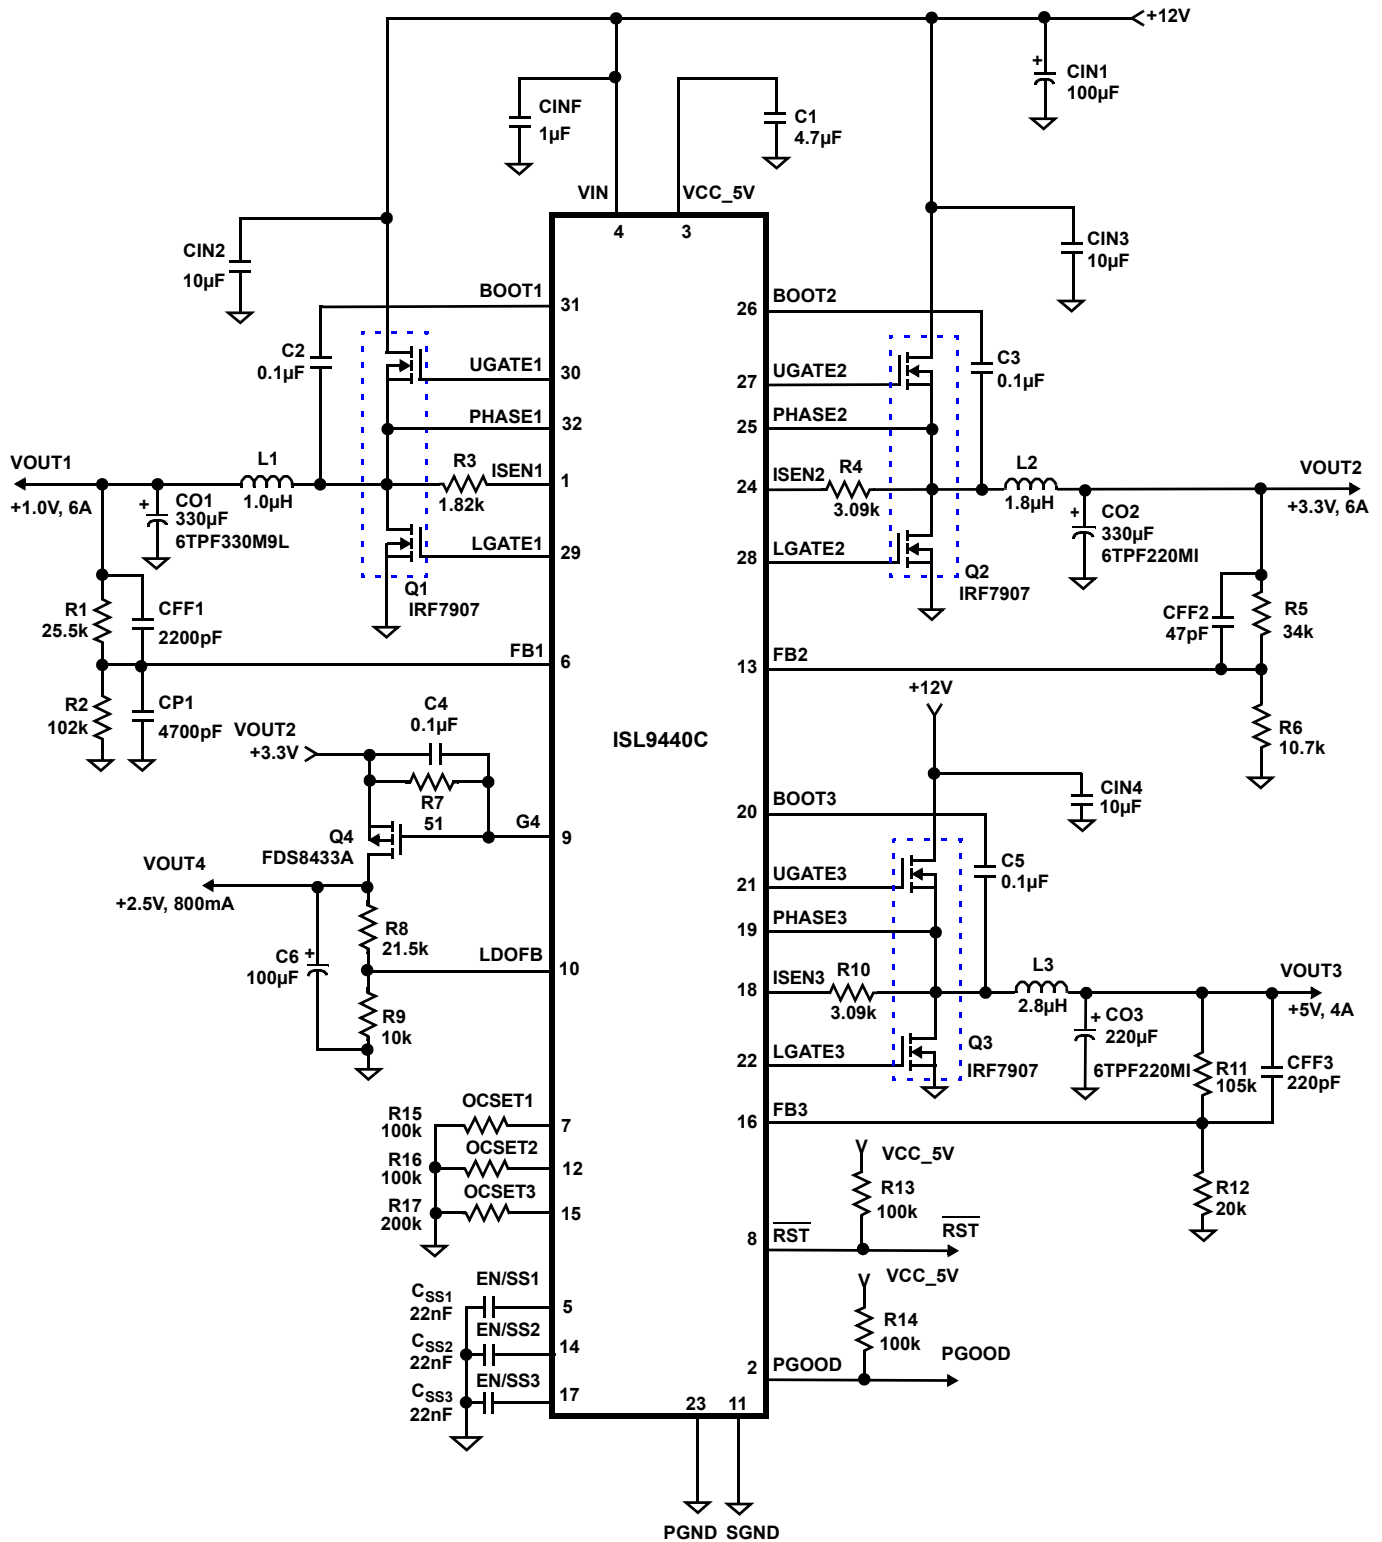 +12V
CIN1
100µF
CINF
1µF
C1
4.7µF
VIN
VCC_5V
4
3
CIN2
10µF
CIN3
10µF
BOOT1
31
26
BOOT2
C2
0.1µF
C3
0.1µF
UGATE1
30
27
UGATE2
PHASE1
32
25
PHASE2
VOUT1
+1.0V, 6A
L1
1.0µH
R3
1.82k
ISEN1
1
24
ISEN2
R4
3.09k
L2
1.8µH
VOUT2
+3.3V, 6A
CO1
330µF
6TPF330M9L
CO2
330µF
6TPF220MI
LGATE1
29
28
LGATE2
Q1
IRF7907
Q2
IRF7907
R1
25.5k
CFF1
2200pF
CFF2
47pF
R5
34k
FB1
6
13
FB2
R2
102k
CP1
4700pF
R6
10.7k
+12V
ISL9440C
VOUT2
+3.3V
C4
0.1µF
R7
51
CIN4
10µF
Q4
FDS8433A
G4
9
20
BOOT3
C5
0.1µF
VOUT4
+2.5V, 800mA
21
UGATE3
19
PHASE3
R8
21.5k
C6
100µF
LDOFB
10
18
ISEN3
R10
3.09k
L3
2.8µH
VOUT3
+5V, 4A
R9
10k
CO3
220µF
6TPF220MI
22
LGATE3
Q3
IRF7907
R11
105k
CFF3
220pF
R15
100k
OCSET1
7
16
FB3
R16
100k
OCSET2
12
VCC_5V
R13
100k
R17
200k
OCSET3
15
R12
20k
8
RST
RST
VCC_5V
CSS1
22nF
EN/SS1
5
R14
100k
CSS2
22nF
EN/SS2
14
2
PGOOD
PGOOD
CSS3
22nF
EN/SS3
17
23
11
PGND
SGND
+
+
+
+
+